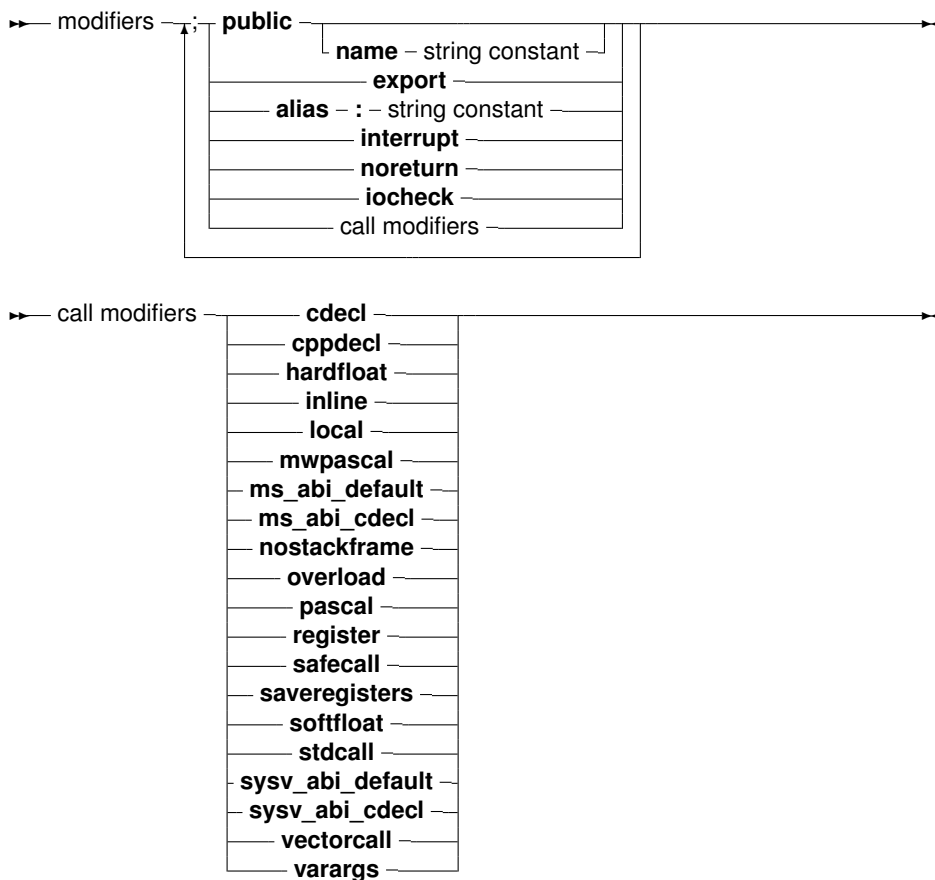 modifiers ; public
name string constant
export
alias : string constant
interrupt
noreturn
iocheck
call modifiers
call modifiers cdecl
cppdecl
hardfloat
inline
local
mwpascal
ms_abi_default
ms_abi_cdecl
nostackframe
overload
pascal
register
safecall
saveregisters
softfloat
stdcall
sysv_abi_default
sysv_abi_cdecl
vectorcall
varargs